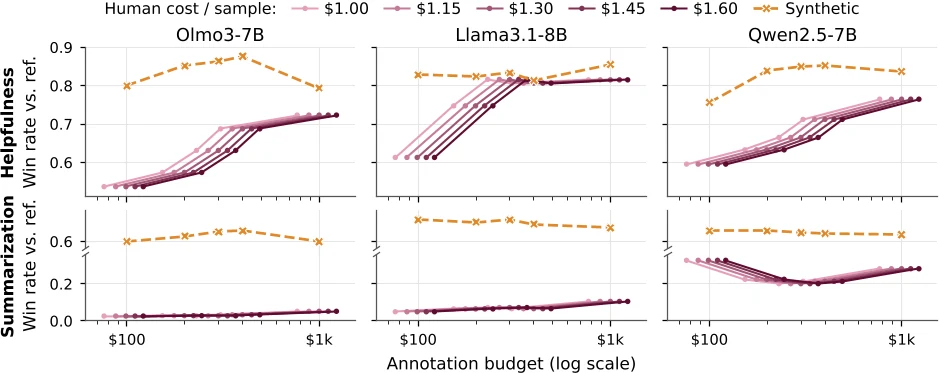 Human cost / sample: $1.00 $1.15 $1.30 $1.45 $1.60 Synthetic
Olmo3-7B Llama3.1-8B Qwen2.5-7B
Helpfulness
Win rate vs. ref.
0.9
0.8
0.7
0.6
Summarization
Win rate vs. ref.
0.6
0.2
0.0
$100 $1k $100 $1k $100 $1k
Annotation budget (log scale)